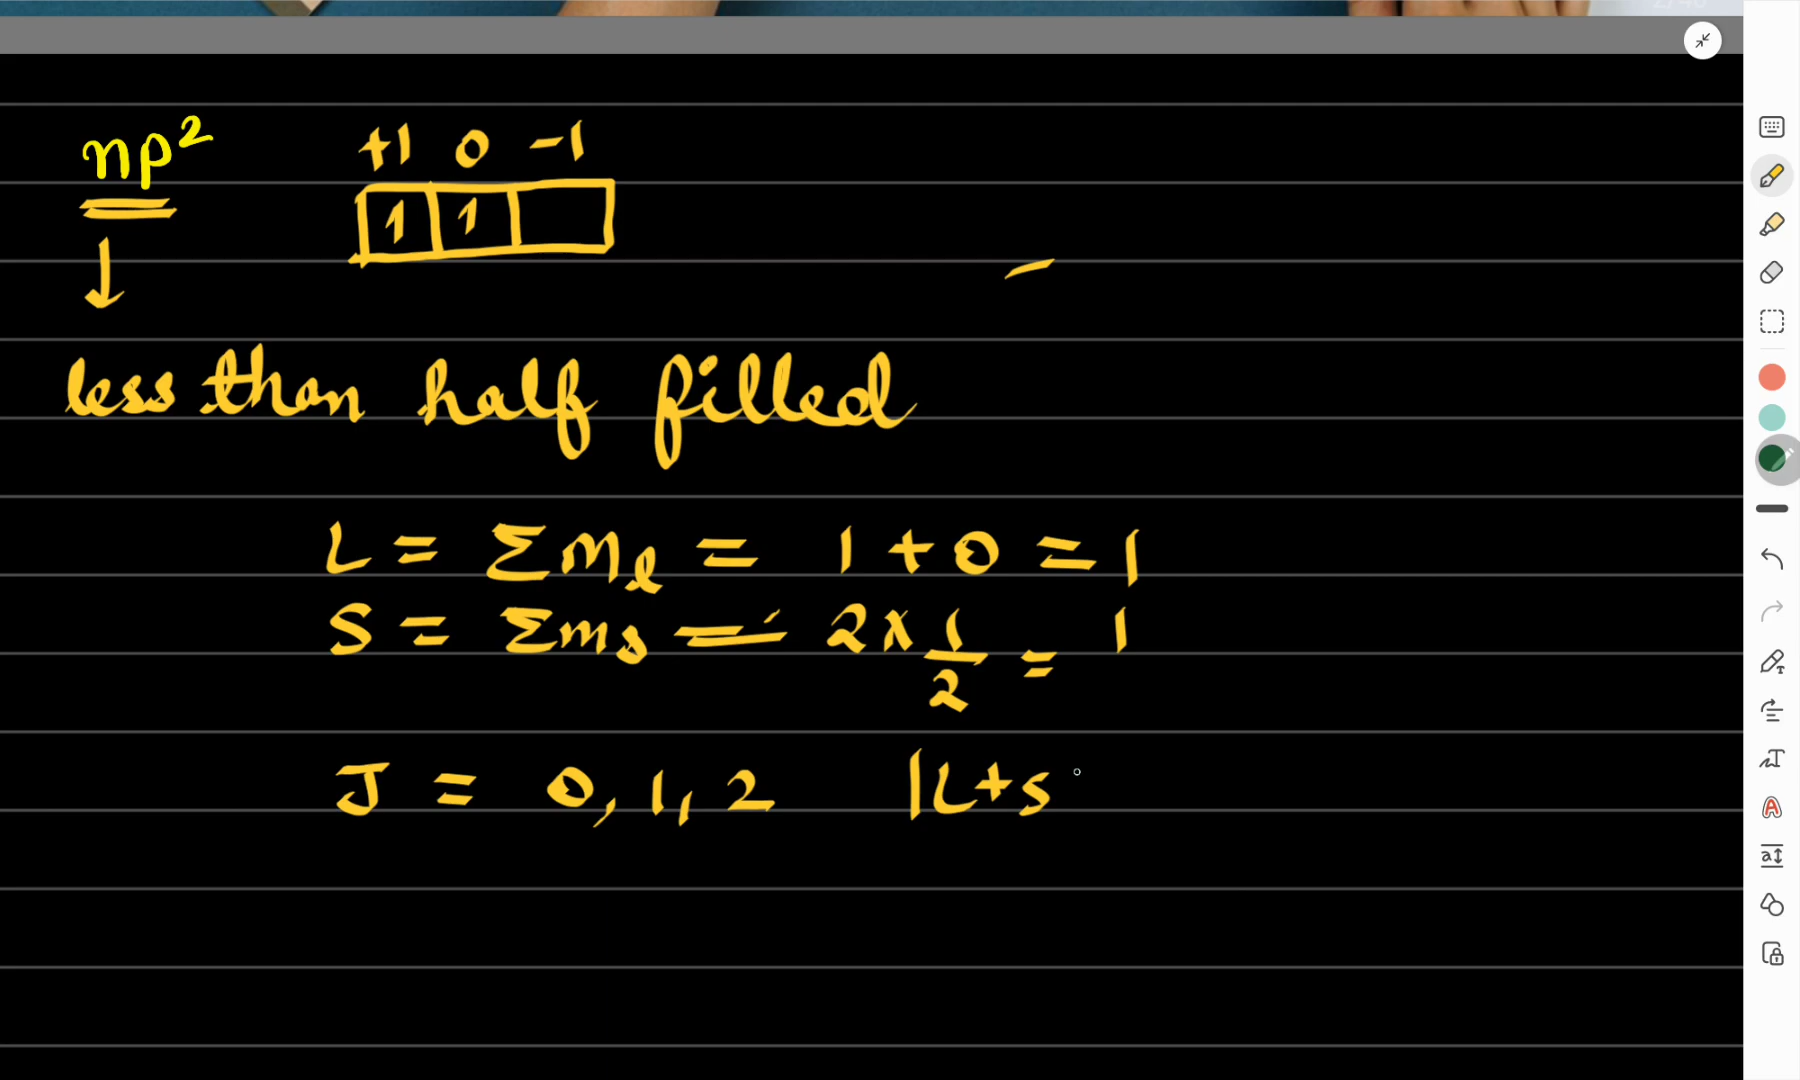 np²
+1 0 -1
1 1
↓
less than half filled
L = Σmₗ = 1 + 0 = 1
S = Σmₛ = 2 × 1/2 = 1
J = 0, 1, 2 |L+s